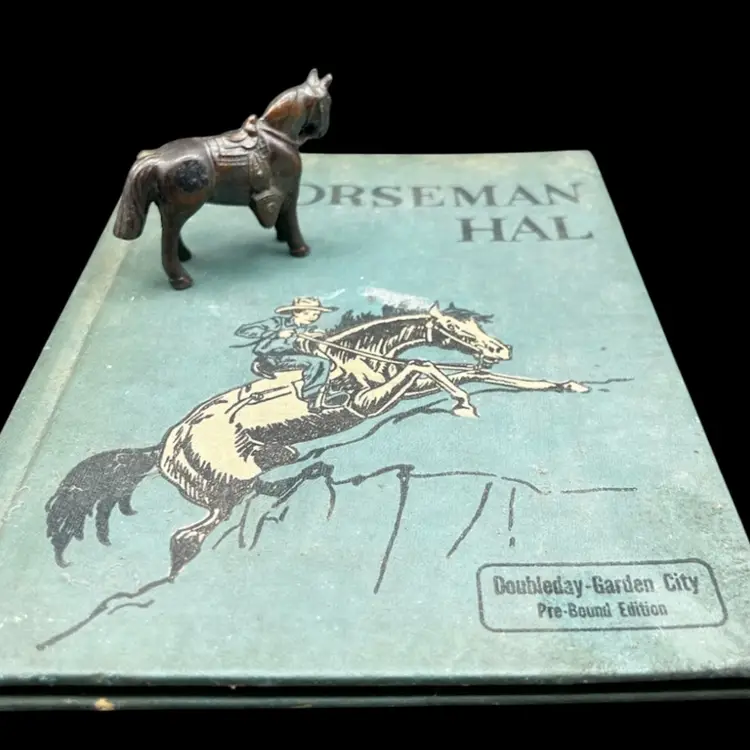 ORSEMAN
HAL
Doubleday-Garden City
Pre-Bound Edition